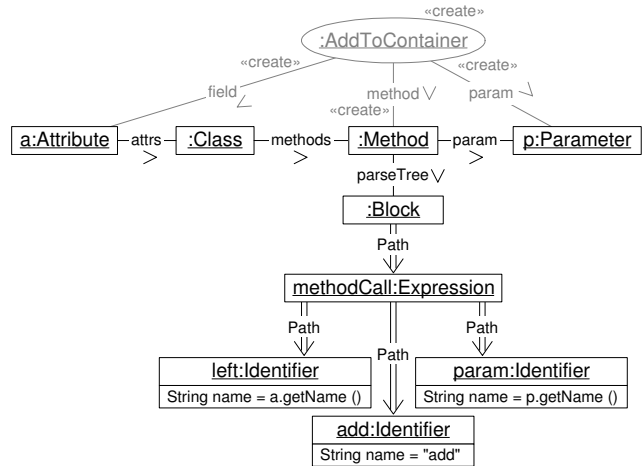 «create»
:AddToContainer
«create»
«create»
field
method
param
«create»
a:Attribute
attrs
:Class
methods
:Method
param
p:Parameter
parseTree
:Block
Path
methodCall:Expression
Path
Path
Path
left:Identifier
String name = a.getName ()
param:Identifier
String name = p.getName ()
add:Identifier
String name = "add"